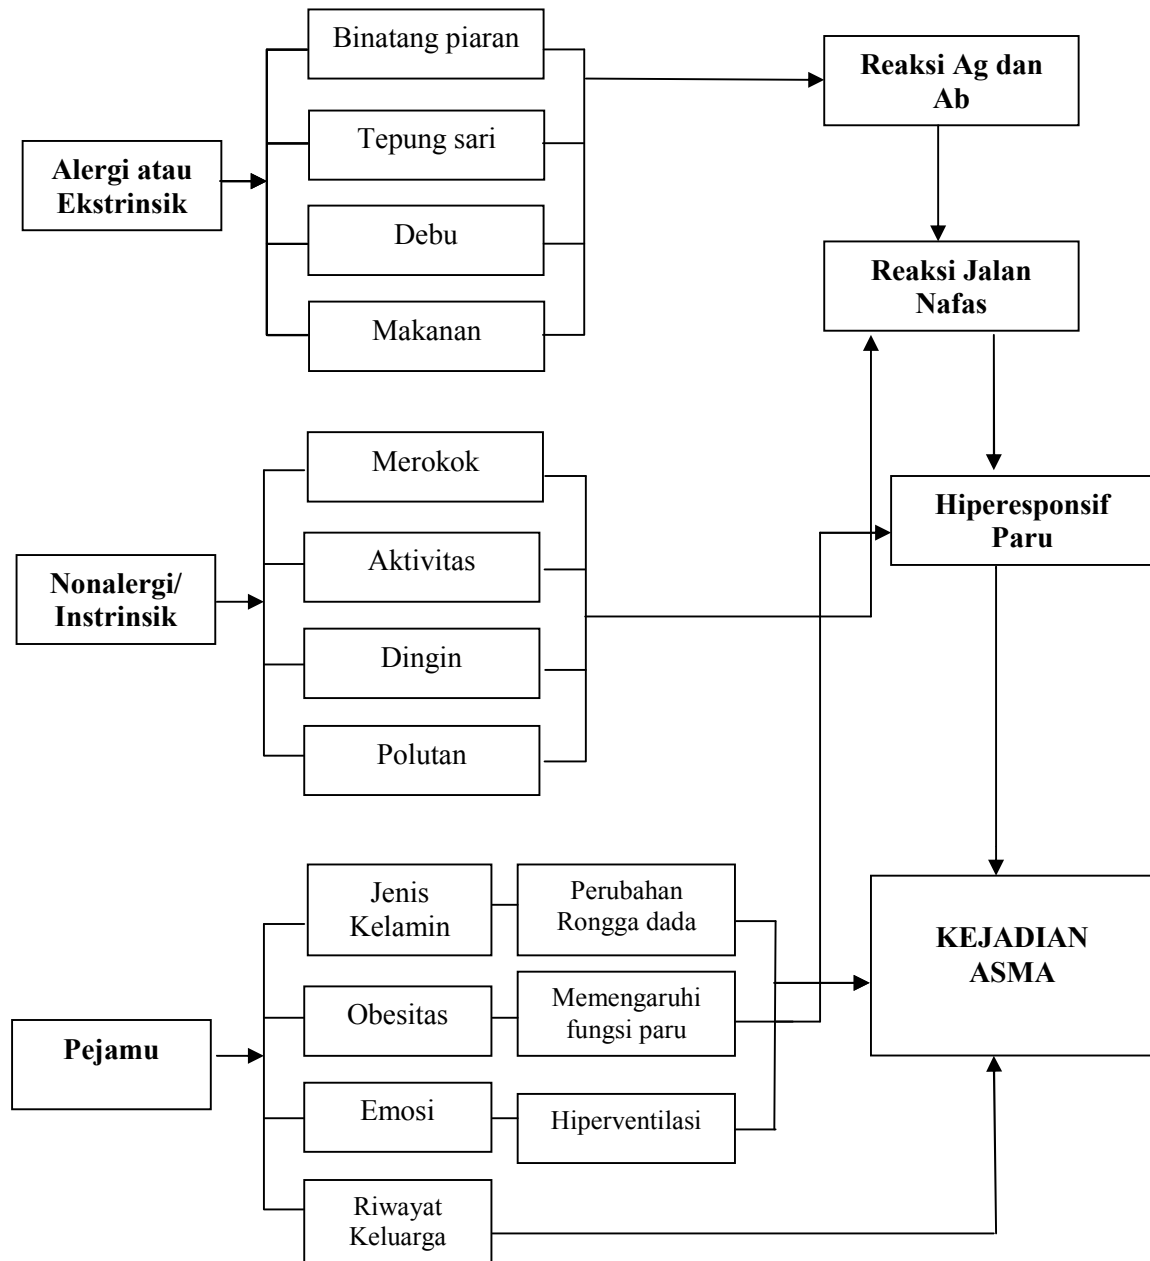 Binatang piaran
Reaksi Ag dan
Ab
Tepung sari
Alergi atau
Ekstrinsik
Debu
Reaksi Jalan
Nafas
Makanan
Merokok
Hiperesponsif
Paru
Aktivitas
Nonalergi/
Instrinsik
Dingin
Polutan
Jenis
Kelamin
Perubahan
Rongga dada
KEJADIAN
ASMA
Obesitas
Memengaruhi
fungsi paru
Pejamu
Emosi
Hiperventilasi
Riwayat
Keluarga